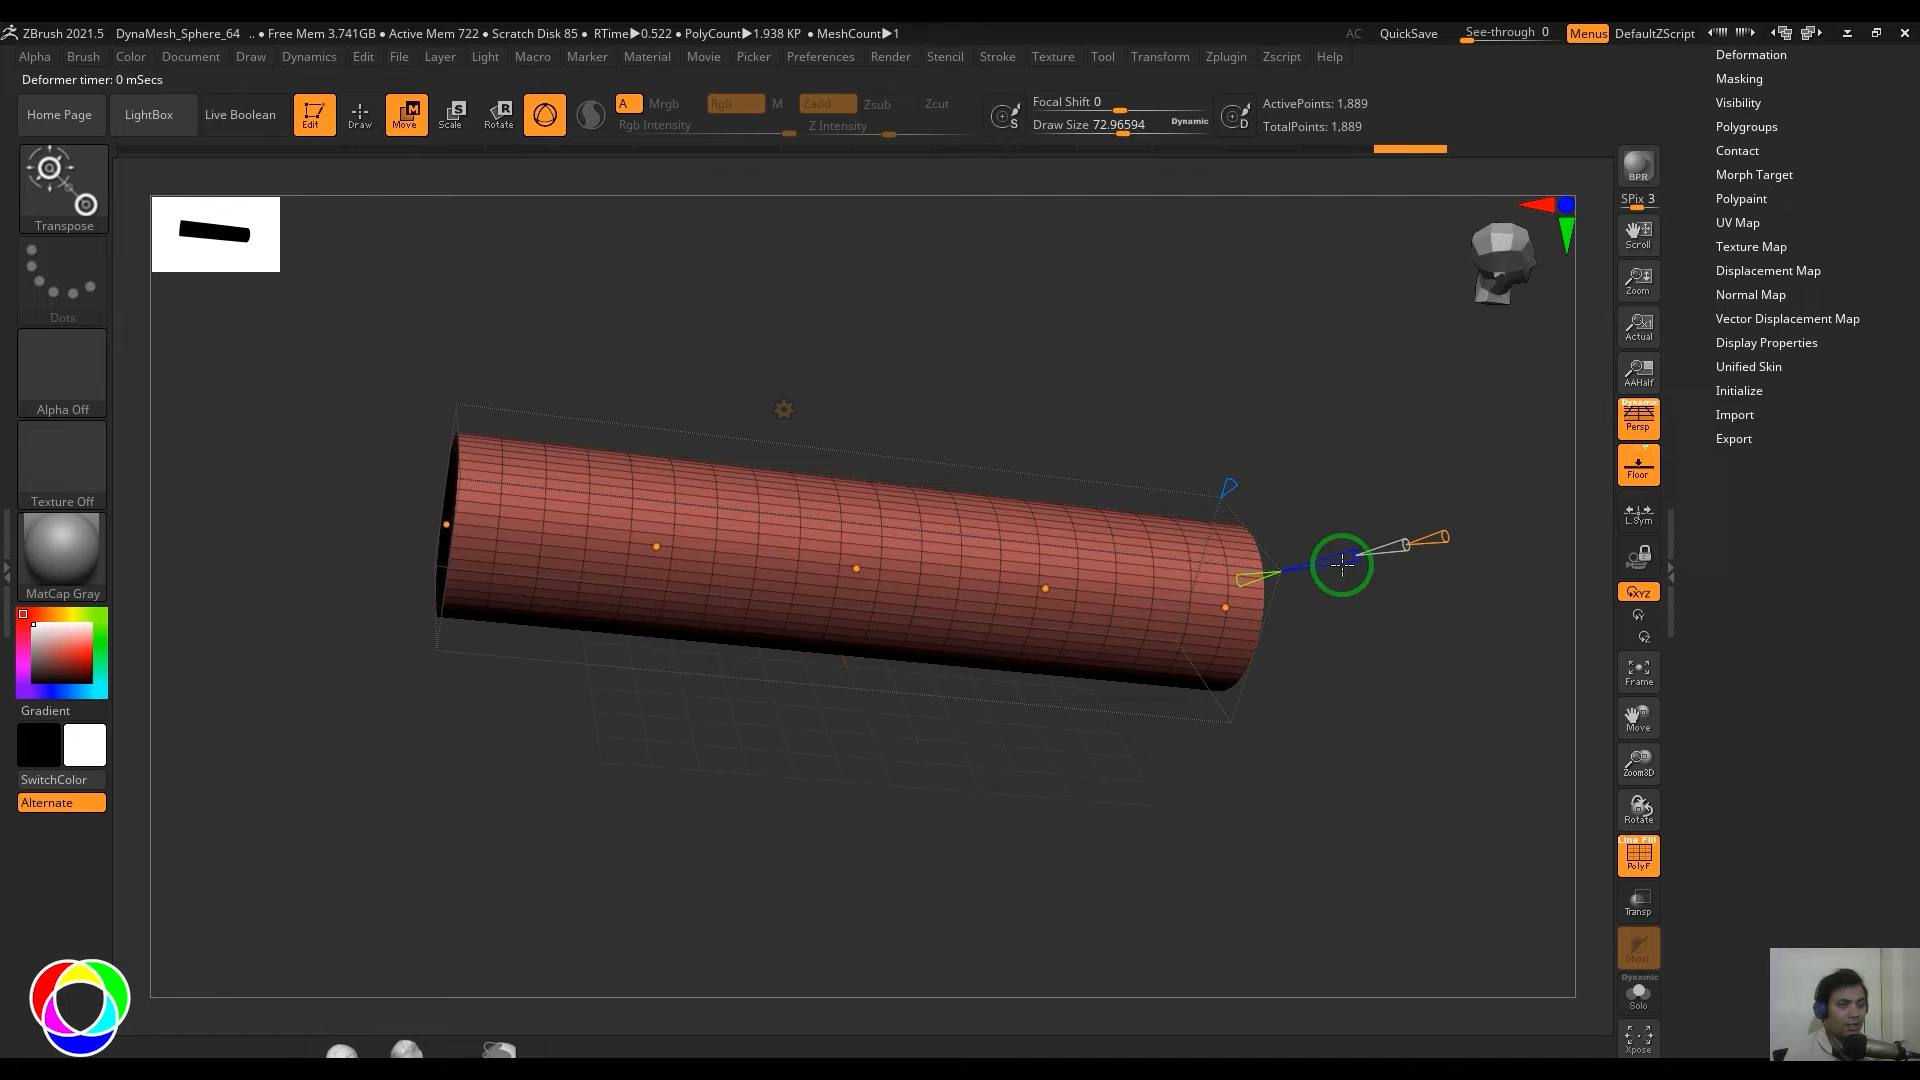 ZBrush 2021.5 DynaMesh_Sphere_64 .. ● Free Mem 3.741GB ● Active Mem 722 ● Scratch Disk 85 ● RTime▶0.522 ● PolyCount▶1.938 KP ● MeshCount▶1 AC QuickSave See-through 0 Menus DefaultZScript
Alpha Brush Color Document Draw Dynamics Edit File Layer Light Macro Marker Material Movie Picker Preferences Render Stencil Stroke Texture Tool Transform Zplugin Zscript Help
Deformer timer: 0 mSecs
Home Page LightBox Live Boolean Edit Draw Move Scale Rotate
A Mrgb Rgb M Zadd Zsub Zcut
Rgb Intensity Z Intensity
Focal Shift 0
Draw Size 72.96594 Dynamic
S D
ActivePoints: 1,889
TotalPoints: 1,889
Transpose
Dots
Alpha Off
Texture Off
MatCap Gray
Gradient
SwitchColor
Alternate
BPR
SPix 3
Scroll
Zoom
Actual
AAHalf
Dynamic
Persp
Floor
L.Sym
XYZ
Y
Z
Frame
Move
Zoom3D
Rotate
Line Fill
PolyF
Transp
Ghost
Dynamic
Solo
Xpose
Deformation
Masking
Visibility
Polygroups
Contact
Morph Target
Polypaint
UV Map
Texture Map
Displacement Map
Normal Map
Vector Displacement Map
Display Properties
Unified Skin
Initialize
Import
Export